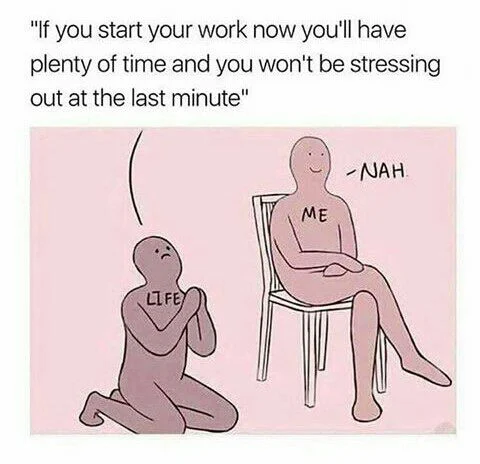 "If you start your work now you'll have
plenty of time and you won't be stressing
out at the last minute"
-NAH.
ME
LIFE